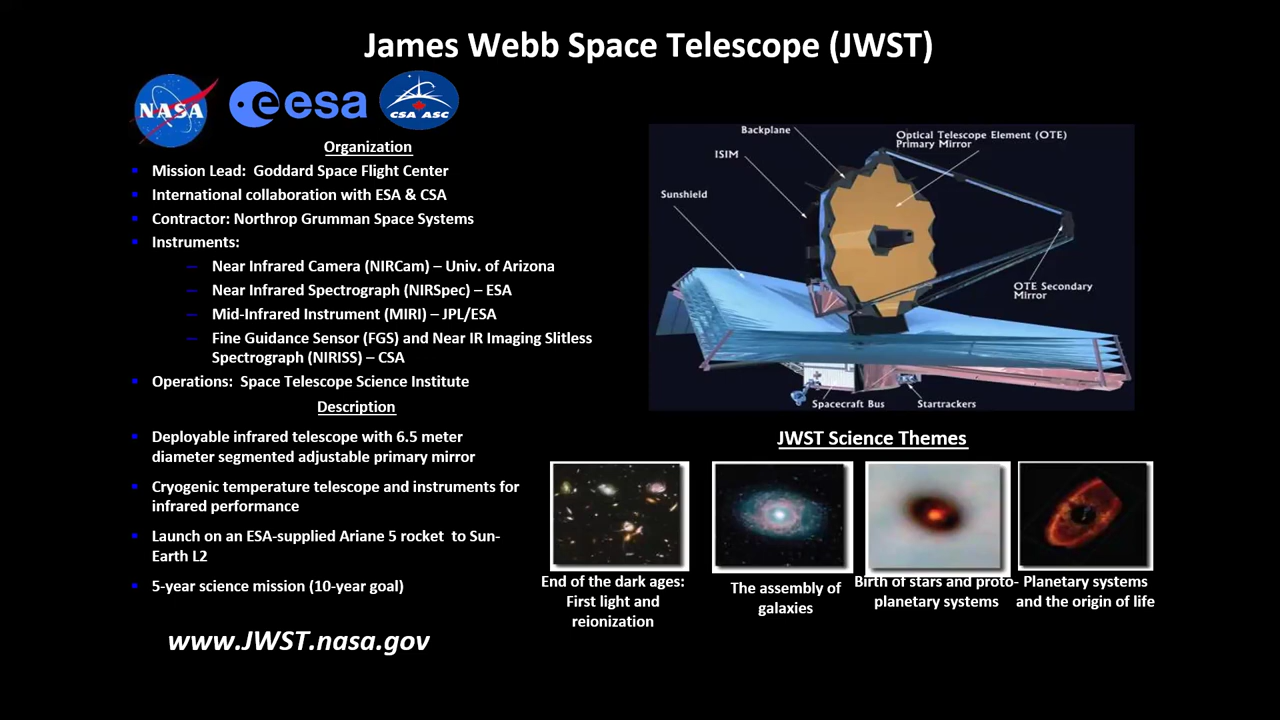 James Webb Space Telescope (JWST)
NASA
esa
CSA ASC
Organization
Mission Lead: Goddard Space Flight Center
International collaboration with ESA & CSA
Contractor: Northrop Grumman Space Systems
Instruments:
– Near Infrared Camera (NIRCam) – Univ. of Arizona
– Near Infrared Spectrograph (NIRSpec) – ESA
– Mid-Infrared Instrument (MIRI) – JPL/ESA
– Fine Guidance Sensor (FGS) and Near IR Imaging Slitless
Spectrograph (NIRISS) – CSA
Operations: Space Telescope Science Institute
Description
Deployable infrared telescope with 6.5 meter
diameter segmented adjustable primary mirror
Cryogenic temperature telescope and instruments for
infrared performance
Launch on an ESA-supplied Ariane 5 rocket to Sun-
Earth L2
5-year science mission (10-year goal)
www.JWST.nasa.gov
Backplane
Optical Telescope Element (OTE)
Primary Mirror
ISIM
Sunshield
OTE Secondary
Mirror
Spacecraft Bus
Startrackers
JWST Science Themes
End of the dark ages:
First light and
reionization
The assembly of
galaxies
Birth of stars and proto-
planetary systems
Planetary systems
and the origin of life